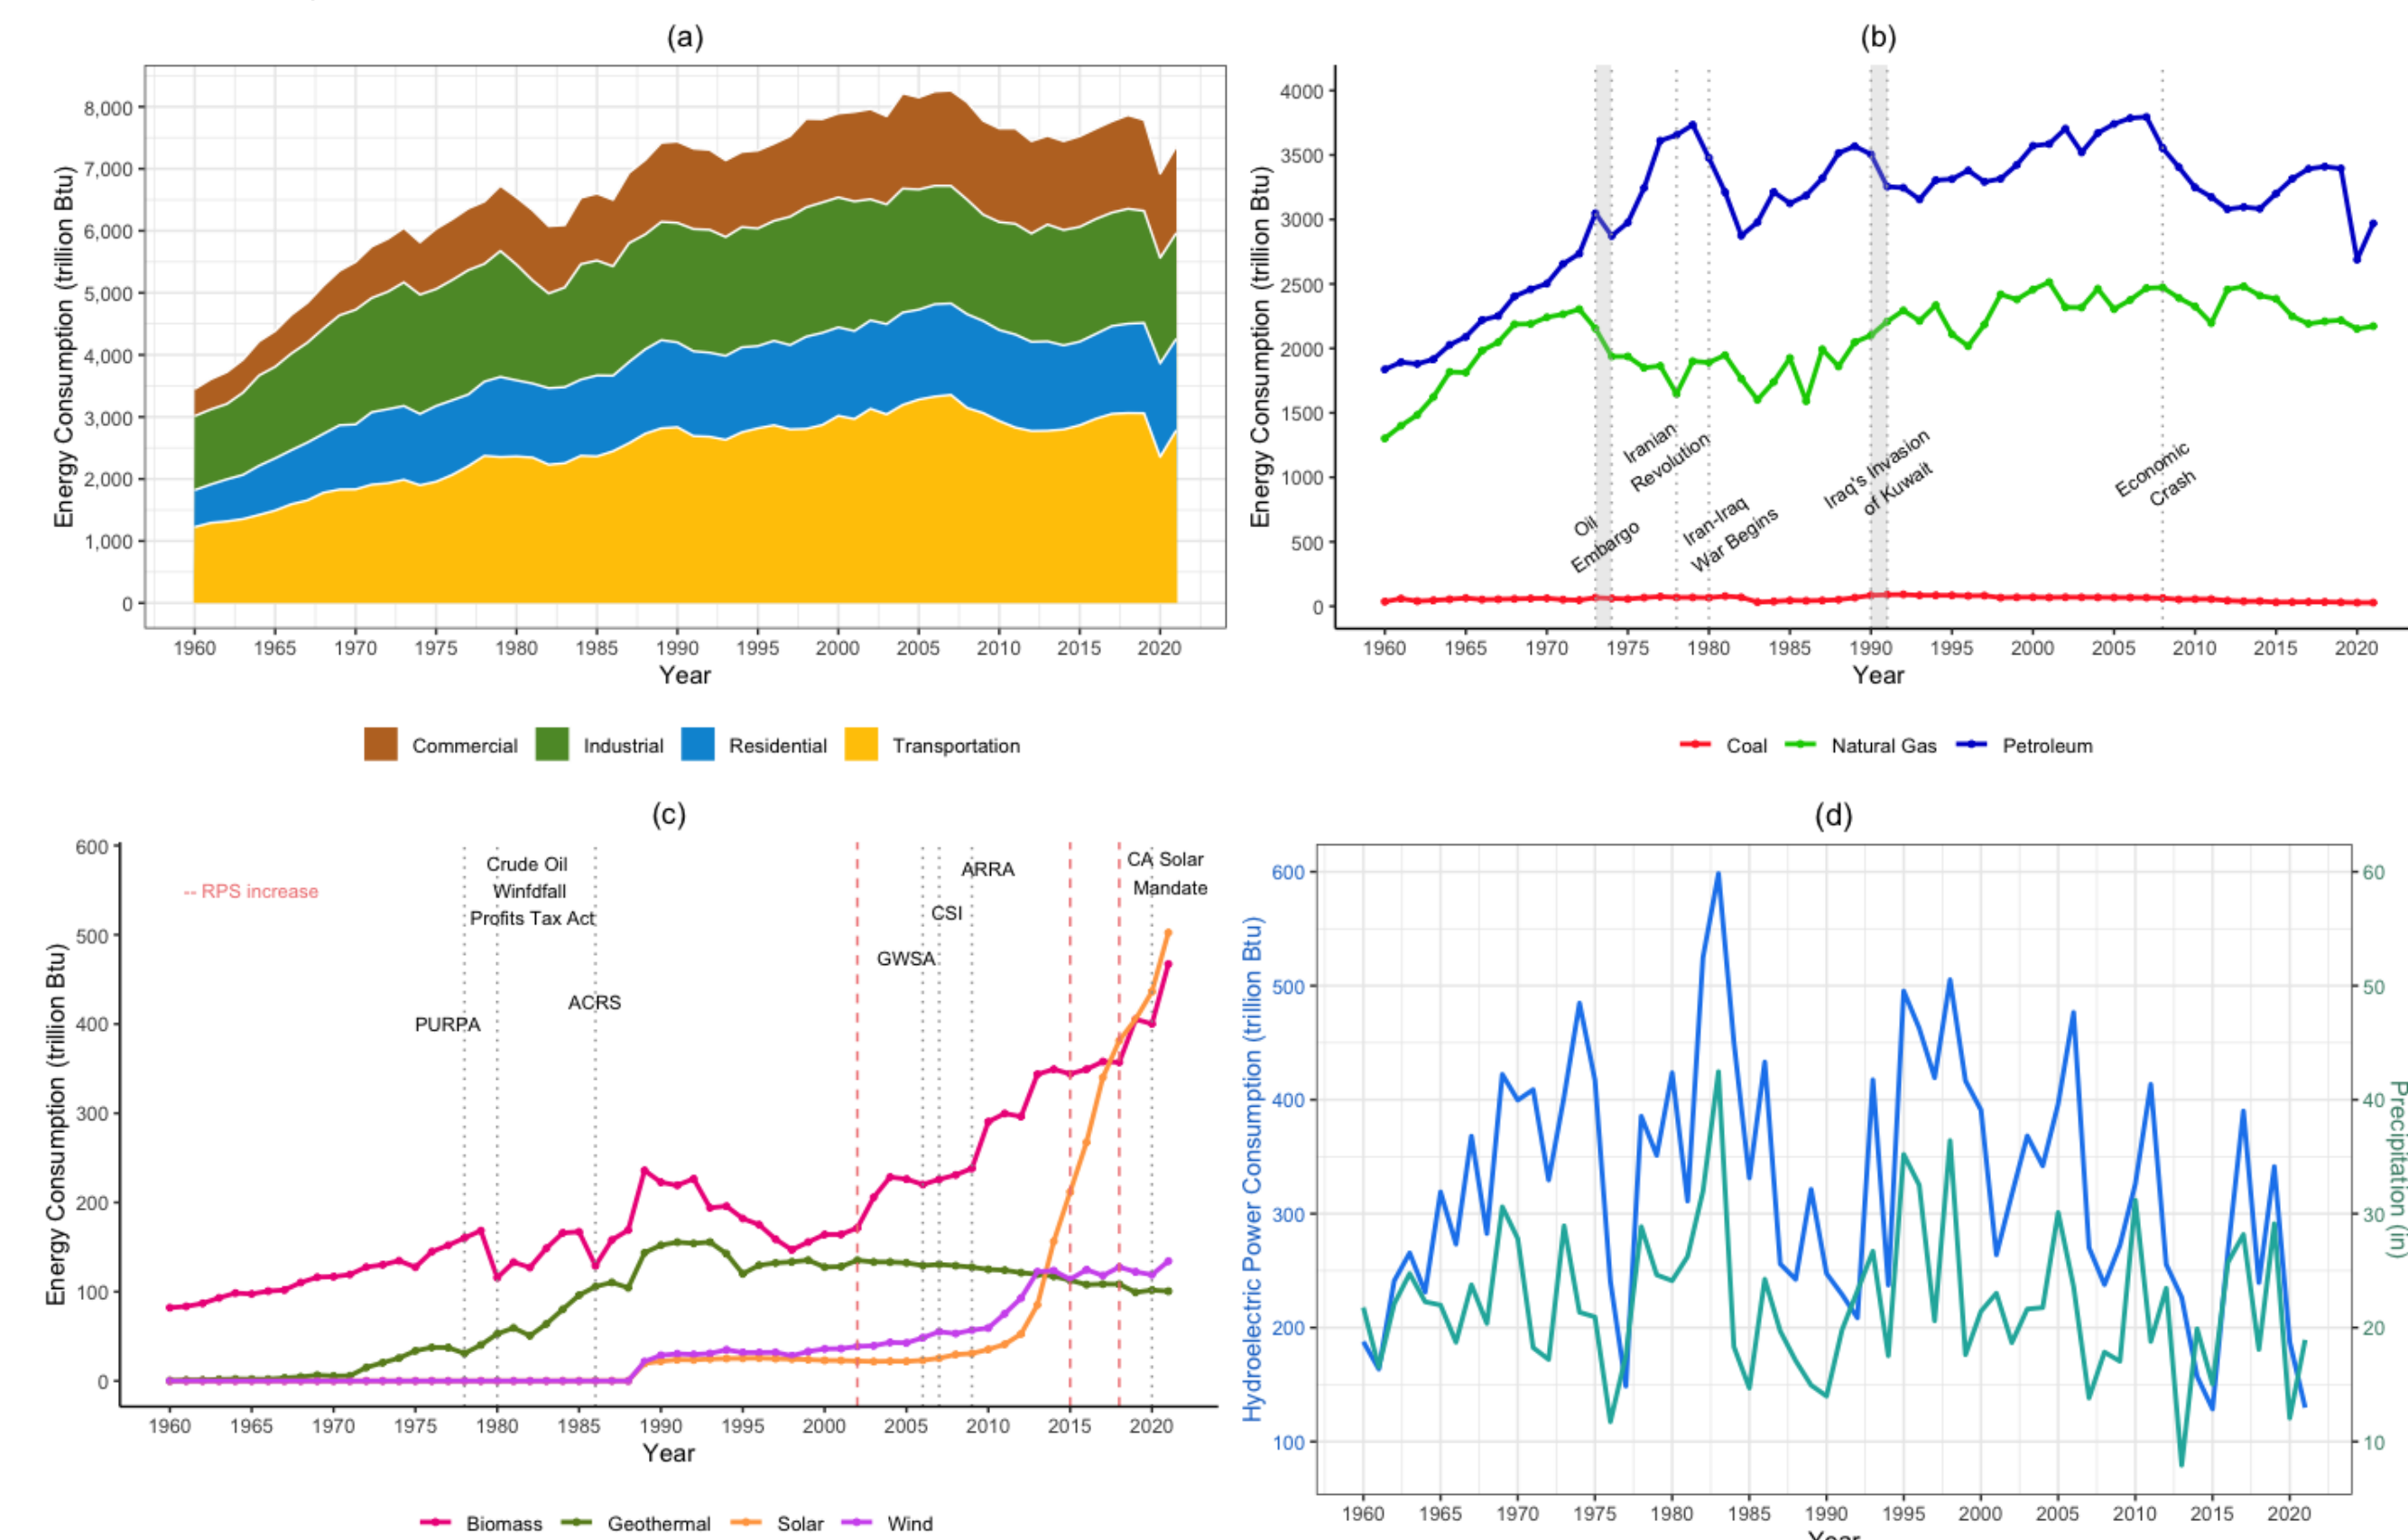 (a)
Energy Consumption (trillion Btu)
8,000
7,000
6,000
5,000
4,000
3,000
2,000
1,000
0
1960 1965 1970 1975 1980 1985 1990 1995 2000 2005 2010 2015 2020
Year
Commercial Industrial Residential Transportation
(b)
Energy Consumption (trillion Btu)
4000
3500
3000
2500
2000
1500
1000
500
0
Oil
Embargo
Iranian
Revolution
Iran-Iraq
War Begins
Iraq's Invasion
of Kuwait
Economic
Crash
1960 1965 1970 1975 1980 1985 1990 1995 2000 2005 2010 2015 2020
Year
Coal Natural Gas Petroleum
(c)
Energy Consumption (trillion Btu)
600
500
400
300
200
100
0
-- RPS increase
PURPA
Crude Oil
Winfdfall
Profits Tax Act
ACRS
GWSA
CSI
ARRA
CA Solar
Mandate
1960 1965 1970 1975 1980 1985 1990 1995 2000 2005 2010 2015 2020
Year
Biomass Geothermal Solar Wind
(d)
Hydroelectric Power Consumption (trillion Btu)
600
500
400
300
200
100
60
50
40
30
20
10
Precipitation (in)
1960 1965 1970 1975 1980 1985 1990 1995 2000 2005 2010 2015 2020
Year